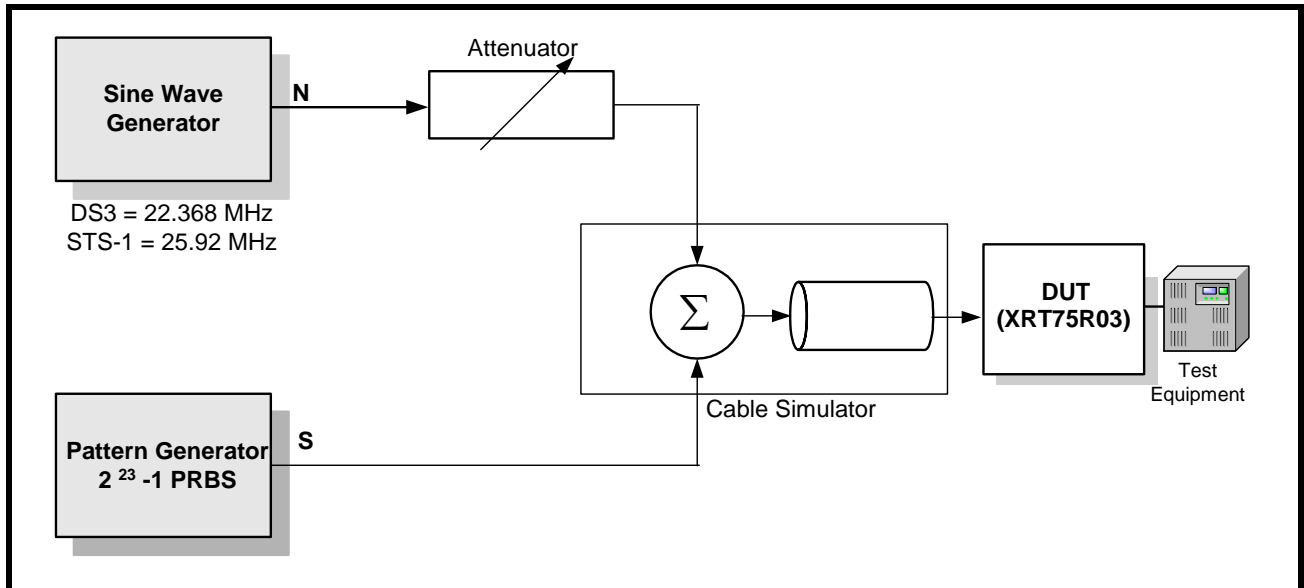 Attenuator
Sine Wave
Generator
N
DS3 = 22.368 MHz
STS-1 = 25.92 MHz
Σ
DUT
(XRT75R03)
Test
Equipment
Cable Simulator
Pattern Generator
2 23 -1 PRBS
S